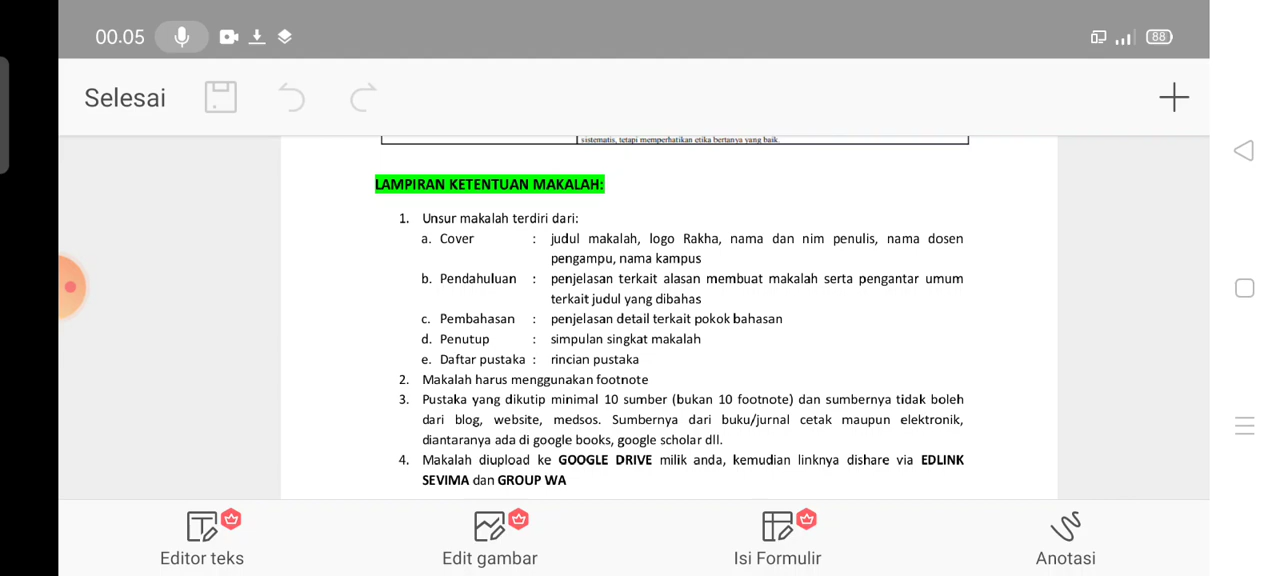 00.05 88
Selesai
sistematis, tetapi memperhatikan etika bertanya yang baik.
LAMPIRAN KETENTUAN MAKALAH:
1. Unsur makalah terdiri dari:
a. Cover : judul makalah, logo Rakha, nama dan nim penulis, nama dosen
pengampu, nama kampus
b. Pendahuluan : penjelasan terkait alasan membuat makalah serta pengantar umum
terkait judul yang dibahas
c. Pembahasan : penjelasan detail terkait pokok bahasan
d. Penutup : simpulan singkat makalah
e. Daftar pustaka : rincian pustaka
2. Makalah harus menggunakan footnote
3. Pustaka yang dikutip minimal 10 sumber (bukan 10 footnote) dan sumbernya tidak boleh
dari blog, website, medsos. Sumbernya dari buku/jurnal cetak maupun elektronik,
diantaranya ada di google books, google scholar dll.
4. Makalah diupload ke GOOGLE DRIVE milik anda, kemudian linknya dishare via EDLINK
SEVIMA dan GROUP WA
Editor teks Edit gambar Isi Formulir Anotasi